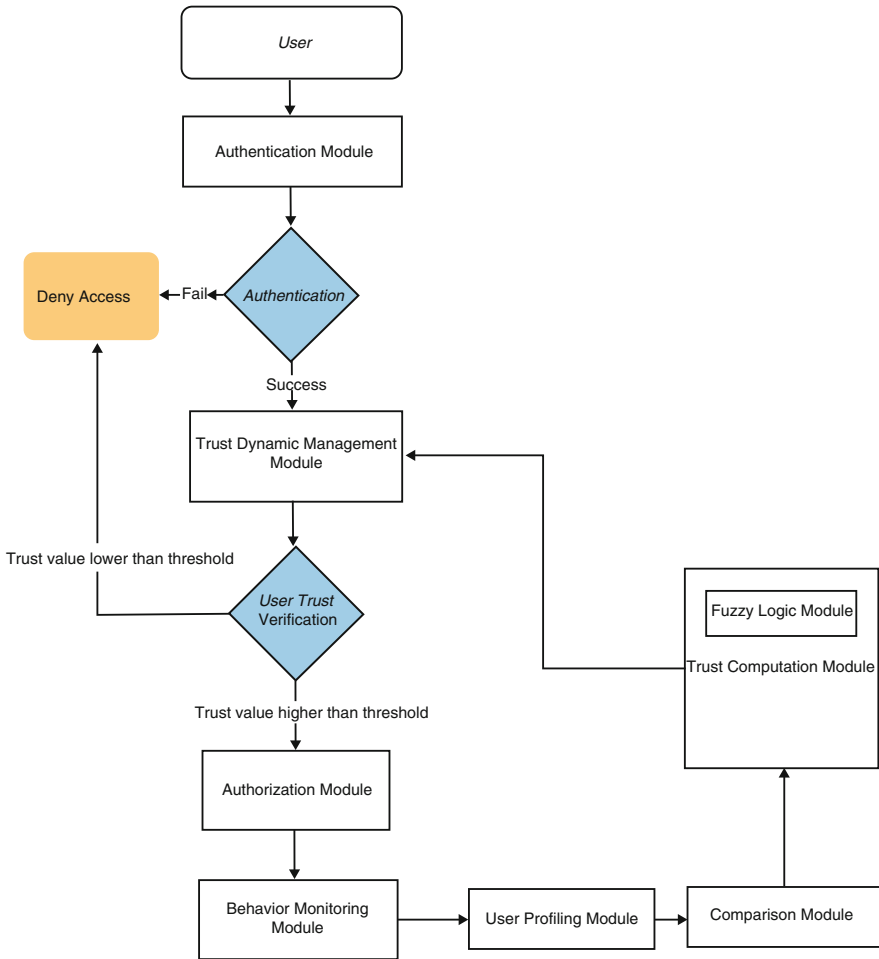 User
Authentication Module
Deny Access
Fail
Authentication
Success
Trust Dynamic Management
Module
Trust value lower than threshold
User Trust
Verification
Fuzzy Logic Module
Trust Computation Module
Trust value higher than threshold
Authorization Module
Behavior Monitoring
Module
User Profiling Module
Comparison Module